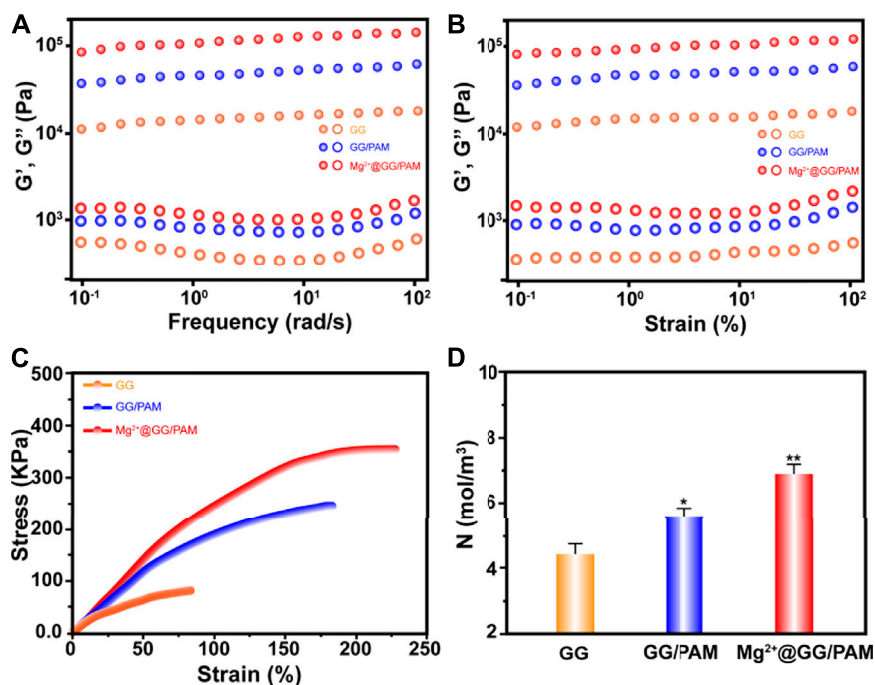 A
10⁵
10⁴
10³
G’, G” (Pa)
GG
GG/PAM
Mg²⁺@GG/PAM
10⁻¹ 10⁰ 10¹ 10²
Frequency (rad/s)
B
10⁵
10⁴
10³
G’, G” (Pa)
GG
GG/PAM
Mg²⁺@GG/PAM
10⁻¹ 10⁰ 10¹ 10²
Strain (%)
C
500
400
300
200
100
0.0
Stress (KPa)
GG
GG/PAM
Mg²⁺@GG/PAM
0 50 100 150 200 250
Strain (%)
D
10
8
6
4
2
N (mol/m³)
*
**
GG GG/PAM Mg²⁺@GG/PAM